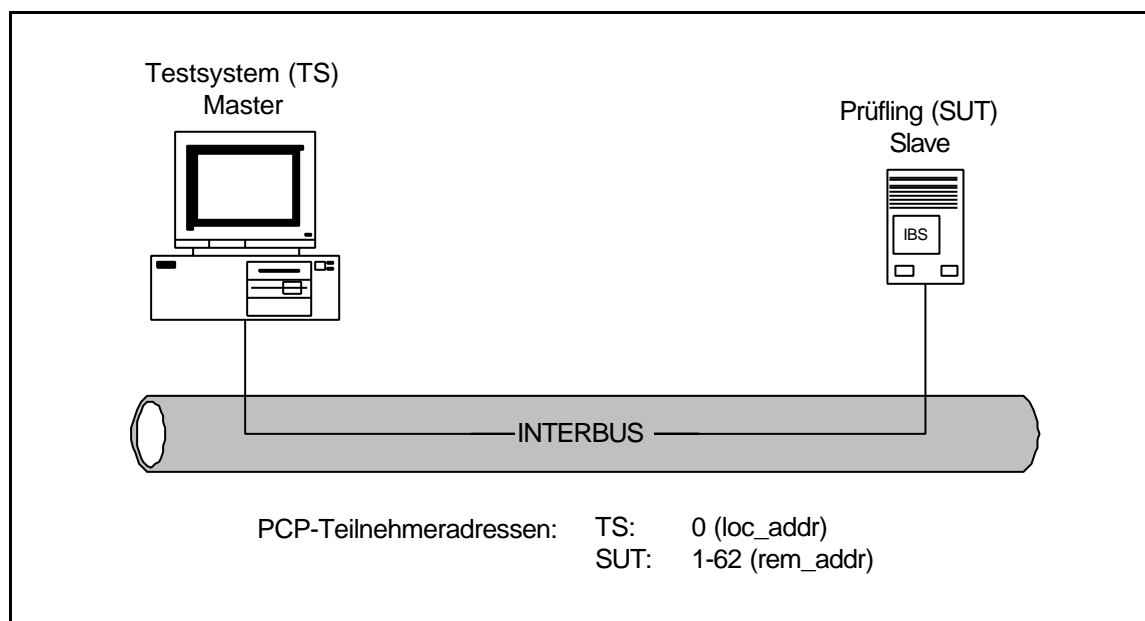 Testsystem (TS)
Master
Prüfling (SUT)
Slave
IBS
INTERBUS
PCP-Teilnehmeradressen: TS: 0 (loc_addr)
SUT: 1-62 (rem_addr)